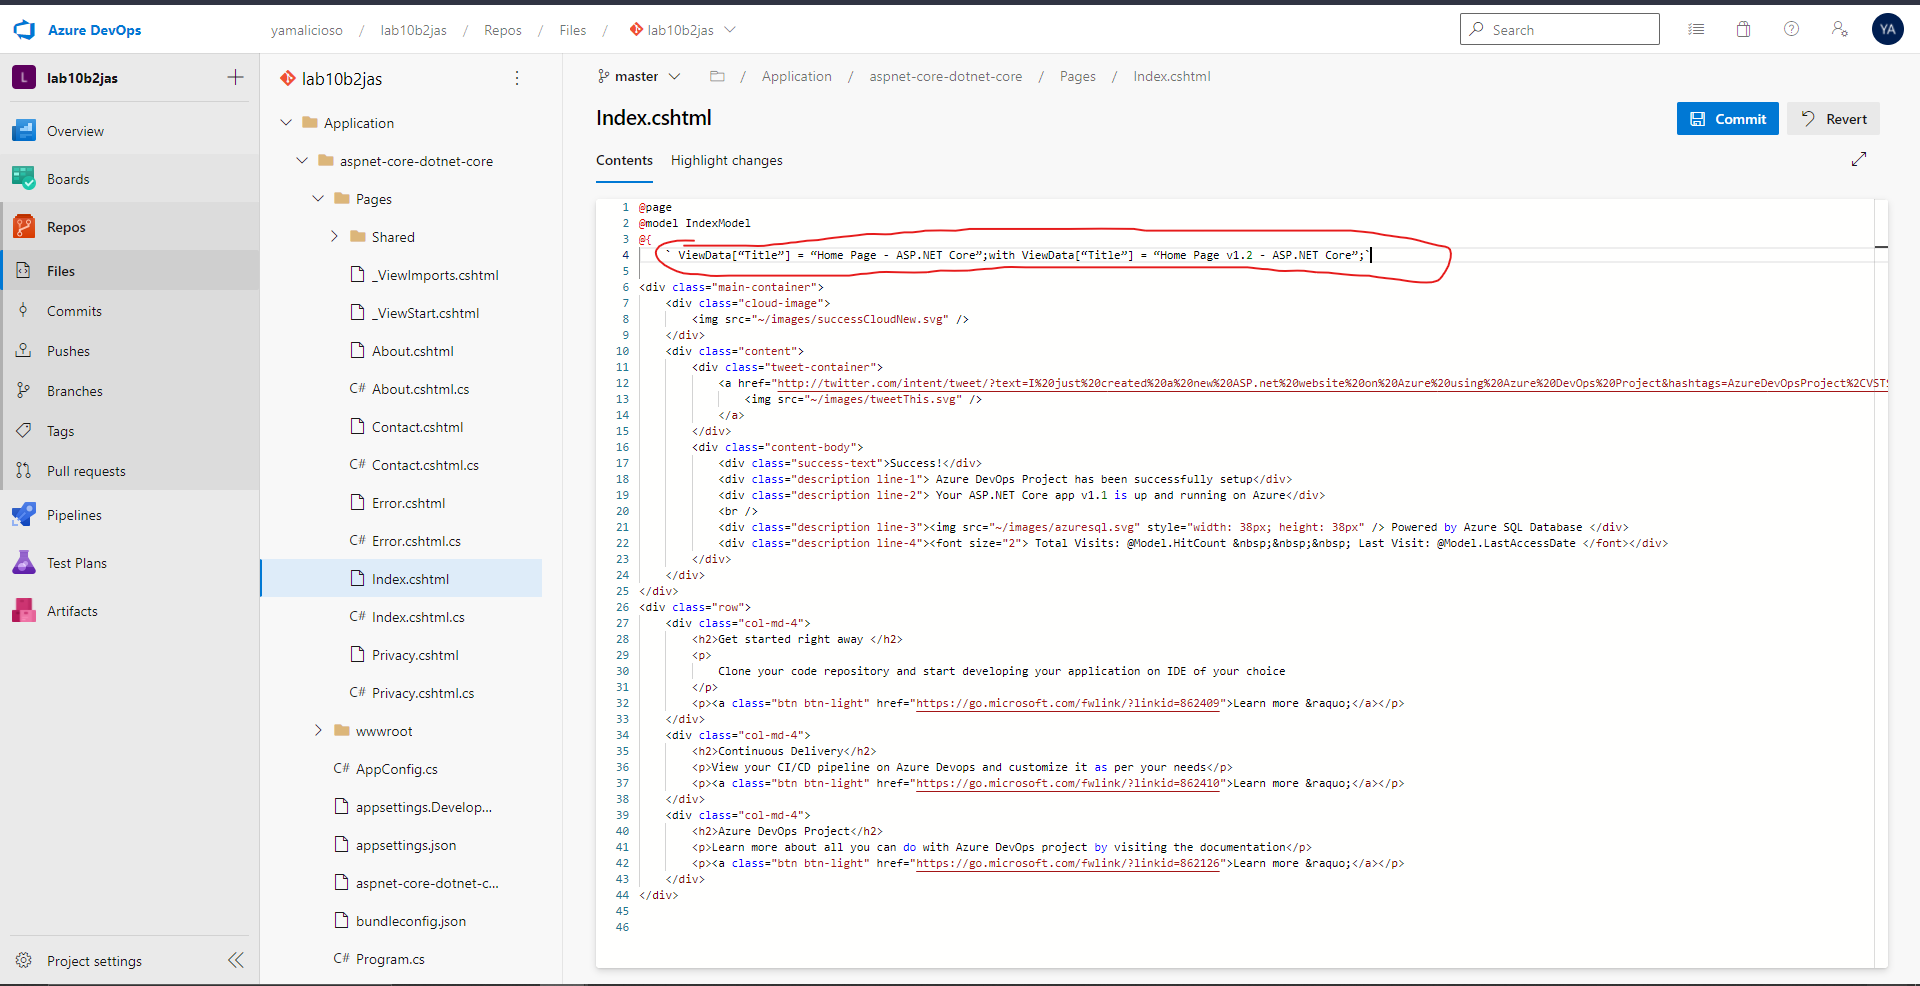 Azure DevOps
yamalicioso / lab10b2jas / Repos / Files / lab10b2jas
Search
YA
L lab10b2jas
Overview
Boards
Repos
Files
Commits
Pushes
Branches
Tags
Pull requests
Pipelines
Test Plans
Artifacts
Project settings
lab10b2jas
Application
aspnet-core-dotnet-core
Pages
Shared
_ViewImports.cshtml
_ViewStart.cshtml
About.cshtml
C# About.cshtml.cs
Contact.cshtml
C# Contact.cshtml.cs
Error.cshtml
C# Error.cshtml.cs
Index.cshtml
C# Index.cshtml.cs
Privacy.cshtml
C# Privacy.cshtml.cs
wwwroot
C# AppConfig.cs
appsettings.Develop...
appsettings.json
aspnet-core-dotnet-c...
bundleconfig.json
C# Program.cs
master / Application / aspnet-core-dotnet-core / Pages / Index.cshtml
Index.cshtml
Commit Revert
Contents Highlight changes
1 @page
2 @model IndexModel
3 @{
4 ` ViewData[“Title”] = “Home Page - ASP.NET Core”;with ViewData[“Title”] = “Home Page v1.2 - ASP.NET Core”;`
5
6 <div class="main-container">
7 <div class="cloud-image">
8 <img src="~/images/successCloudNew.svg" />
9 </div>
10 <div class="content">
11 <div class="tweet-container">
12 <a href="http://twitter.com/intent/tweet/?text=I%20just%20created%20a%20new%20ASP.net%20website%20on%20Azure%20using%20Azure%20DevOps%20Project&hashtags=AzureDevOpsProject%2CVSTS
13 <img src="~/images/tweetThis.svg" />
14 </a>
15 </div>
16 <div class="content-body">
17 <div class="success-text">Success!</div>
18 <div class="description line-1"> Azure DevOps Project has been successfully setup</div>
19 <div class="description line-2"> Your ASP.NET Core app v1.1 is up and running on Azure</div>
20 <br />
21 <div class="description line-3"><img src="~/images/azuresql.svg" style="width: 38px; height: 38px" /> Powered by Azure SQL Database </div>
22 <div class="description line-4"><font size="2"> Total Visits: @Model.HitCount &nbsp;&nbsp;&nbsp; Last Visit: @Model.LastAccessDate </font></div>
23 </div>
24 </div>
25 </div>
26 <div class="row">
27 <div class="col-md-4">
28 <h2>Get started right away </h2>
29 <p>
30 Clone your code repository and start developing your application on IDE of your choice
31 </p>
32 <p><a class="btn btn-light" href="https://go.microsoft.com/fwlink/?linkid=862409">Learn more &raquo;</a></p>
33 </div>
34 <div class="col-md-4">
35 <h2>Continuous Delivery</h2>
36 <p>View your CI/CD pipeline on Azure Devops and customize it as per your needs</p>
37 <p><a class="btn btn-light" href="https://go.microsoft.com/fwlink/?linkid=862410">Learn more &raquo;</a></p>
38 </div>
39 <div class="col-md-4">
40 <h2>Azure DevOps Project</h2>
41 <p>Learn more about all you can do with Azure DevOps project by visiting the documentation</p>
42 <p><a class="btn btn-light" href="https://go.microsoft.com/fwlink/?linkid=862126">Learn more &raquo;</a></p>
43 </div>
44 </div>
45
46